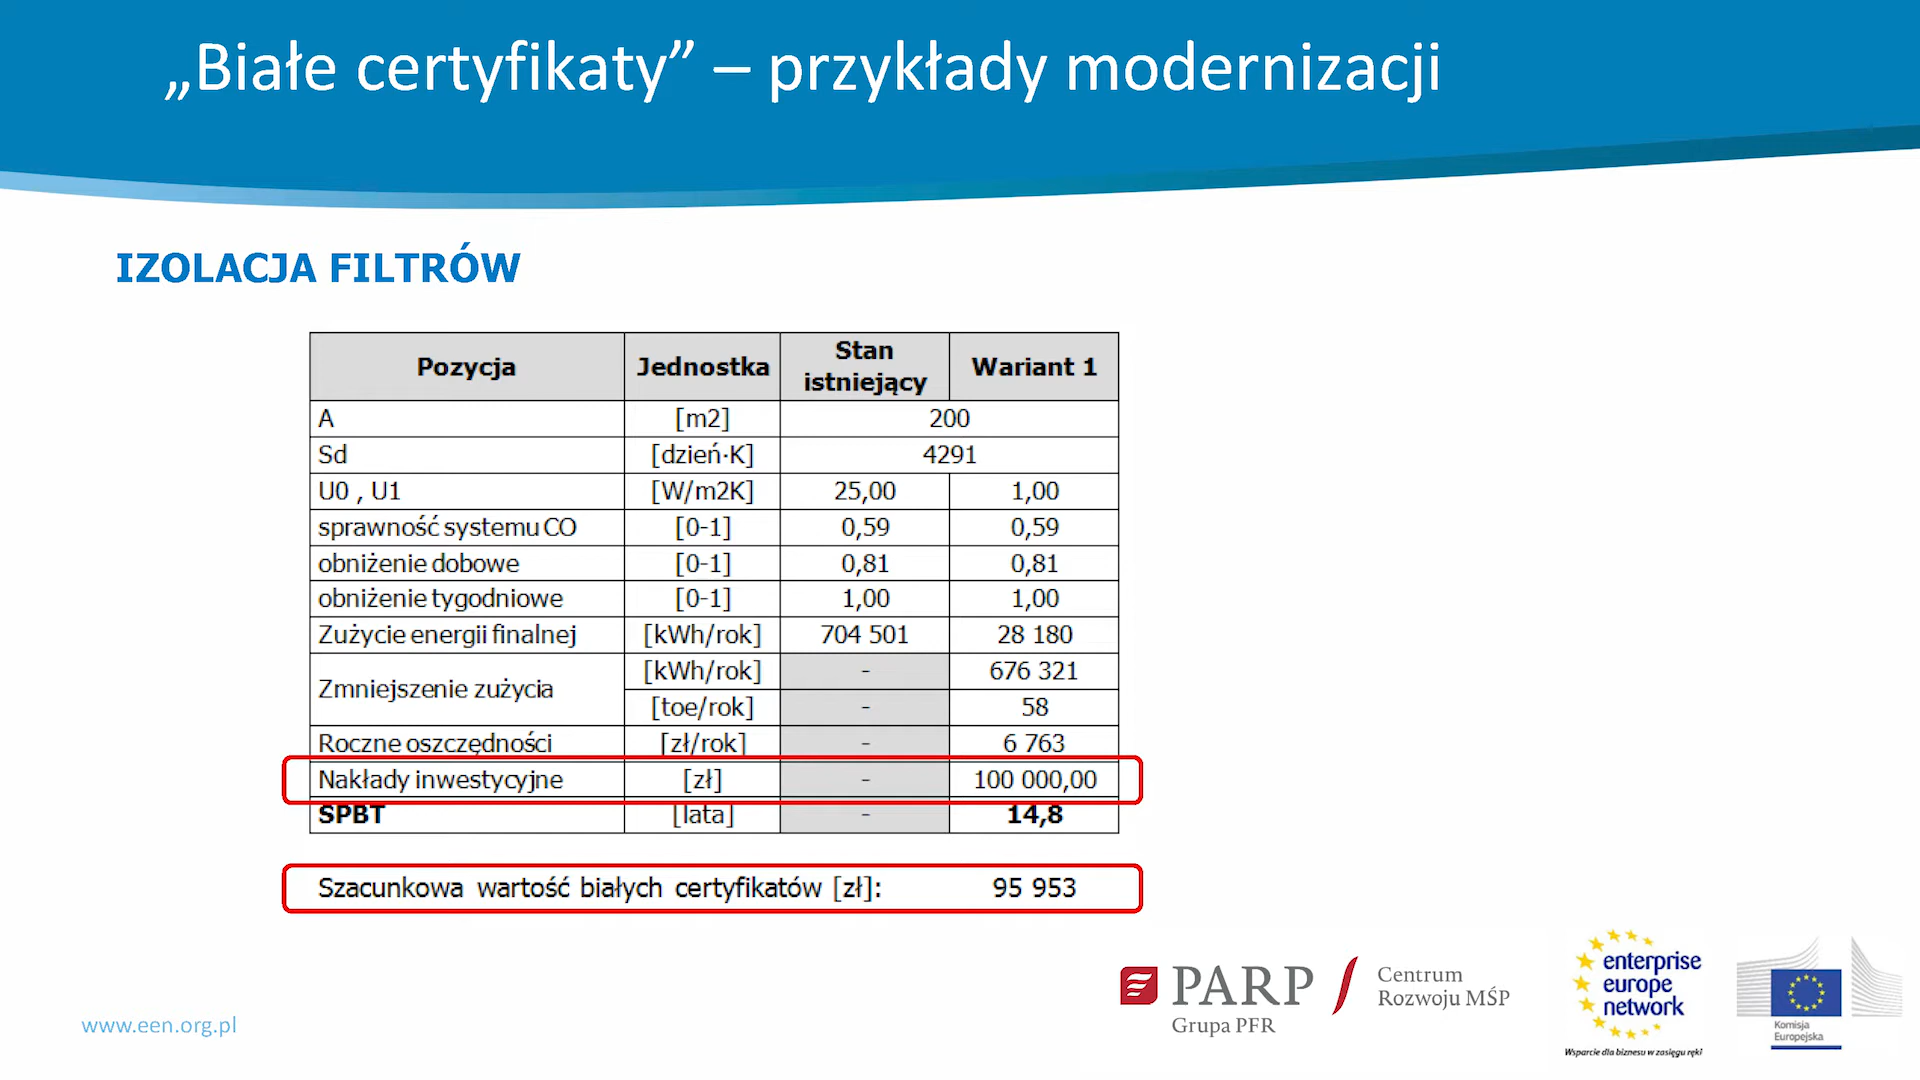 „Białe certyfikaty” – przykłady modernizacji
IZOLACJA FILTRÓW
Pozycja Jednostka Stan istniejący Wariant 1
A [m2] 200
Sd [dzień·K] 4291
U0 , U1 [W/m2K] 25,00 1,00
sprawność systemu CO [0-1] 0,59 0,59
obniżenie dobowe [0-1] 0,81 0,81
obniżenie tygodniowe [0-1] 1,00 1,00
Zużycie energii finalnej [kWh/rok] 704 501 28 180
Zmniejszenie zużycia [kWh/rok] - 676 321
[toe/rok] - 58
Roczne oszczędności [zł/rok] - 6 763
Nakłady inwestycyjne [zł] - 100 000,00
SPBT [lata] - 14,8
Szacunkowa wartość białych certyfikatów [zł]: 95 953
www.een.org.pl
PARP
Grupa PFR
Centrum
Rozwoju MŚP
enterprise
europe
network
Wsparcie dla biznesu w zasięgu ręki
Komisja
Europejska